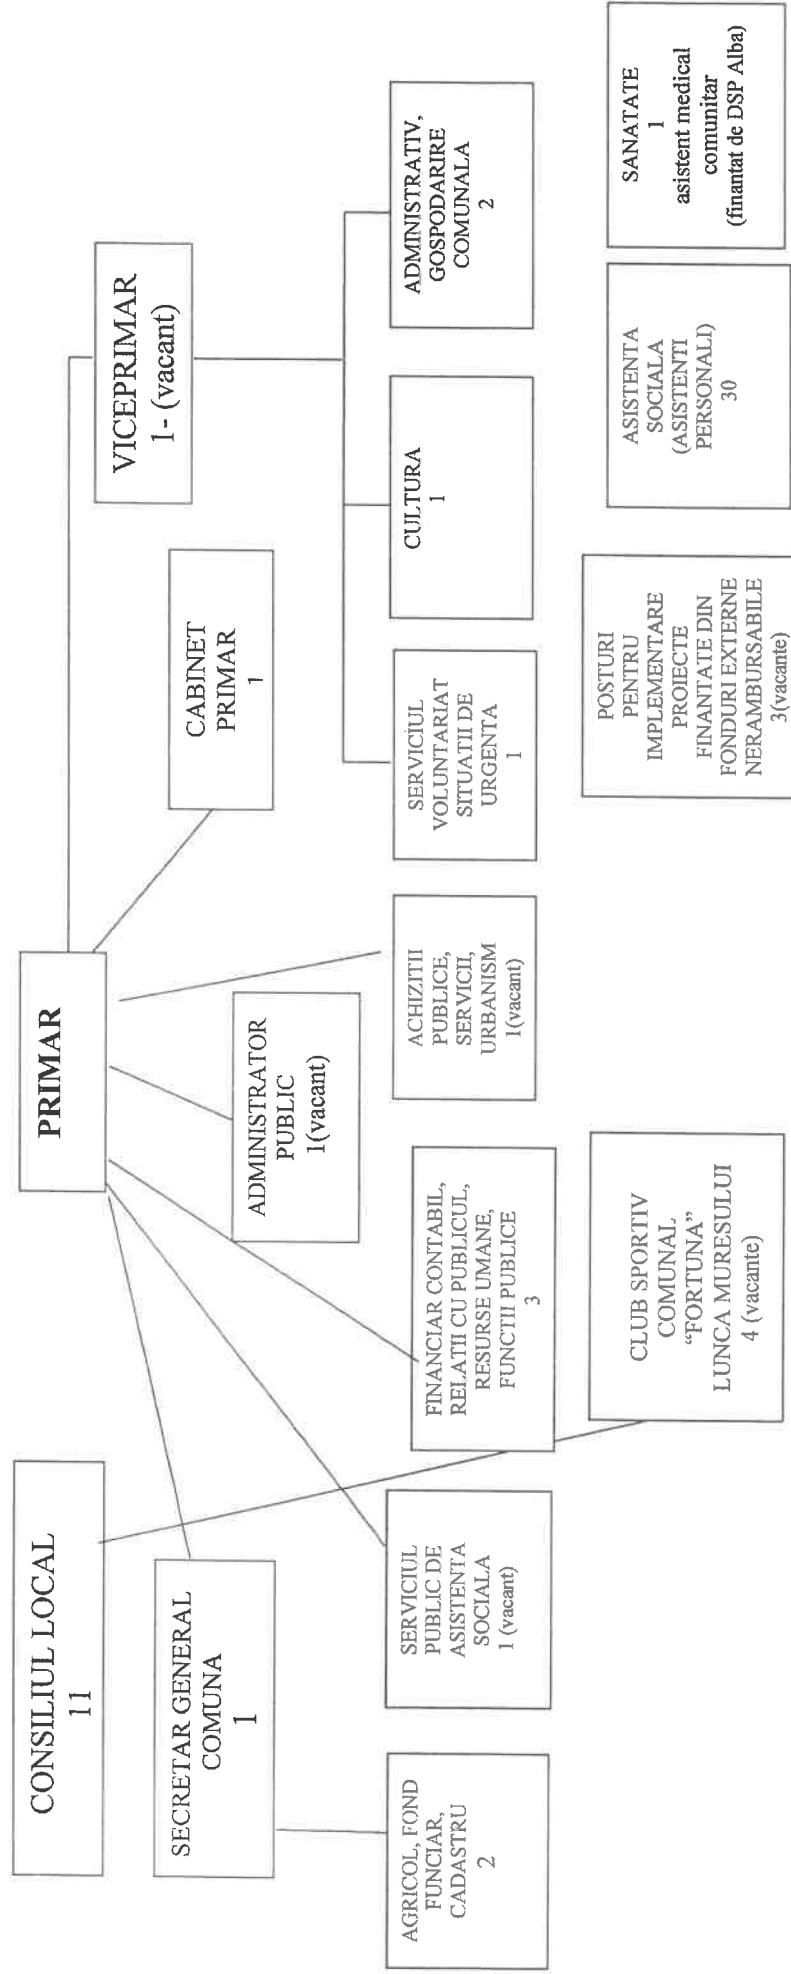 CONSILIUL LOCAL
11
PRIMAR
VICEPRIMAR
1- (vacant)
SECRETAR GENERAL
COMUNA
1
ADMINISTRATOR
PUBLIC
1(vacant)
CABINET
PRIMAR
1
AGRICOL, FOND
FUNCIAR,
CADASTRU
2
SERVICIUL
PUBLIC DE
ASISTENTA
SOCIALA
1 (vacant)
FINANCIAR CONTABIL,
RELATII CU PUBLICUL,
RESURSE UMANE,
FUNCTII PUBLICE
3
ACHIZITII
PUBLICE,
SERVICII,
URBANISM
1(vacant)
SERVICIUL
VOLUNTARIAT
SITUATII DE
URGENTA
1
CULTURA
1
ADMINISTRATIV,
GOSPODARIRE
COMUNALA
2
CLUB SPORTIV
COMUNAL
“FORTUNA”
LUNCA MURESULUI
4 (vacante)
POSTURI
PENTRU
IMPLEMENTARE
PROIECTE
FINANTATE DIN
FONDURI EXTERNE
NERAMBURSABILE
3(vacante)
ASISTENTA
SOCIALA
(ASISTENTI
PERSONALI)
30
SANATATE
1
asistent medical
comunitar
(finantat de DSP Alba)